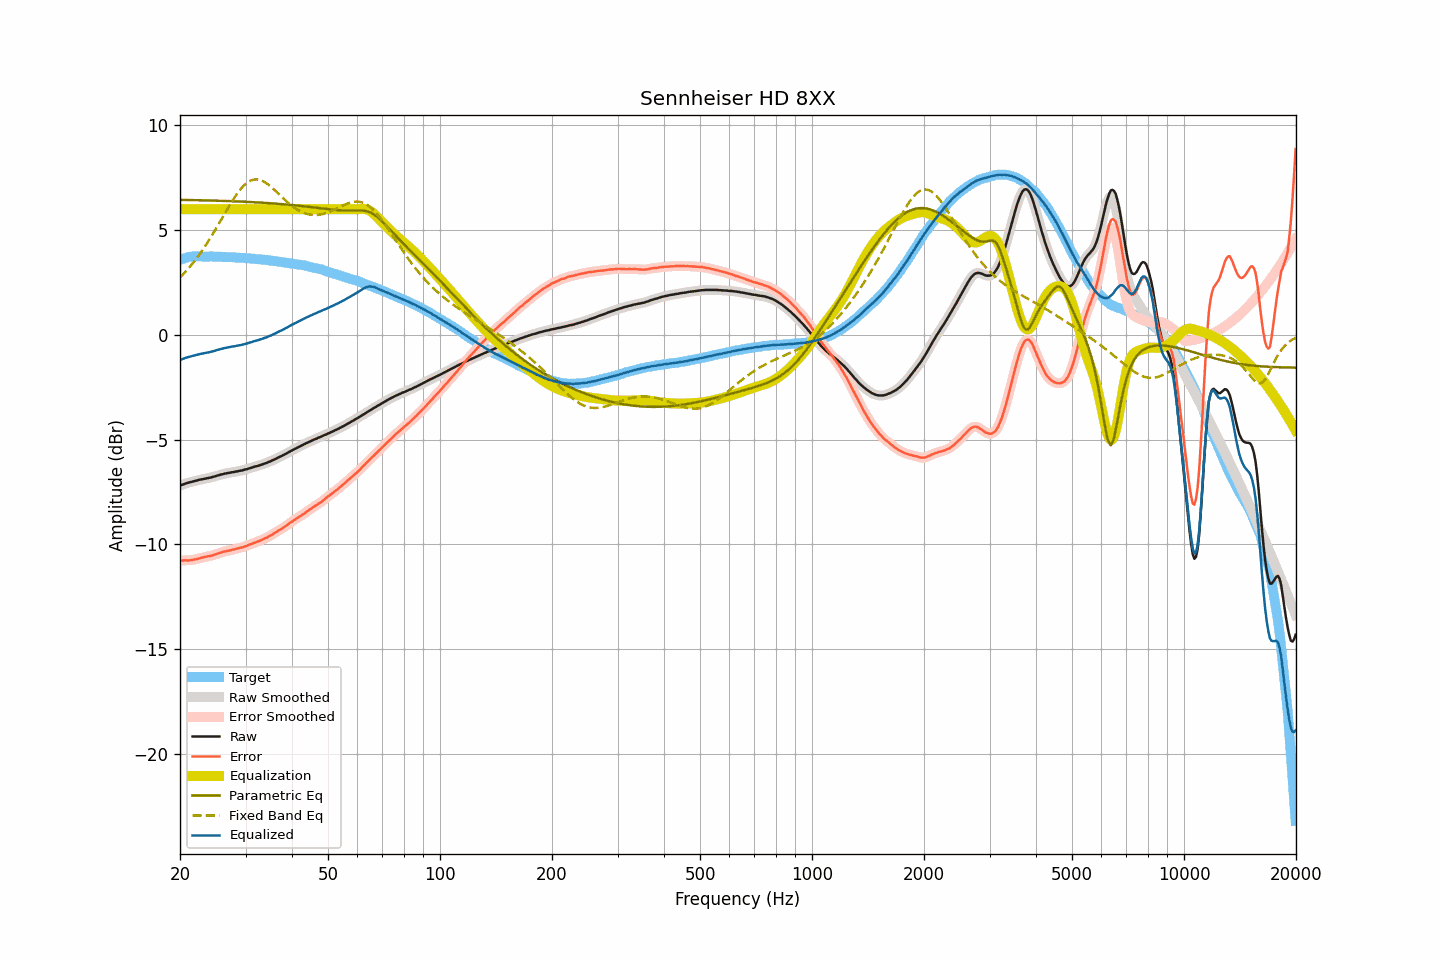 Sennheiser HD 8XX
10
5
0
−5
−10
−15
−20
Amplitude (dBr)
Target
Raw Smoothed
Error Smoothed
Raw
Error
Equalization
Parametric Eq
Fixed Band Eq
Equalized
20 50 100 200 500 1000 2000 5000 10000 20000
Frequency (Hz)